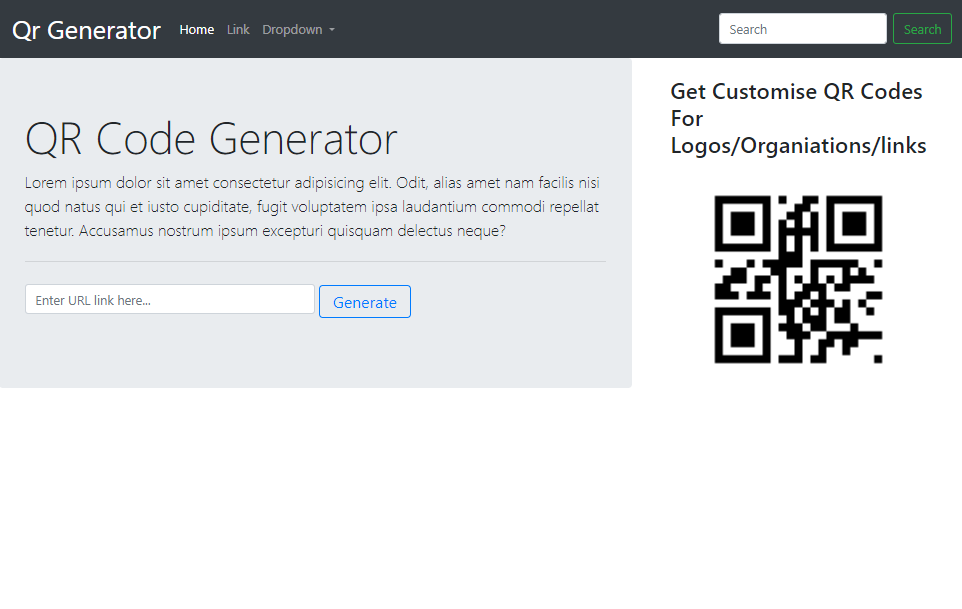 Qr Generator Home Link Dropdown Search Search
QR Code Generator
Lorem ipsum dolor sit amet consectetur adipisicing elit. Odit, alias amet nam facilis nisi
quod natus qui et iusto cupiditate, fugit voluptatem ipsa laudantium commodi repellat
tenetur. Accusamus nostrum ipsum excepturi quisquam delectus neque?
Enter URL link here... Generate
Get Customise QR Codes
For
Logos/Organiations/links